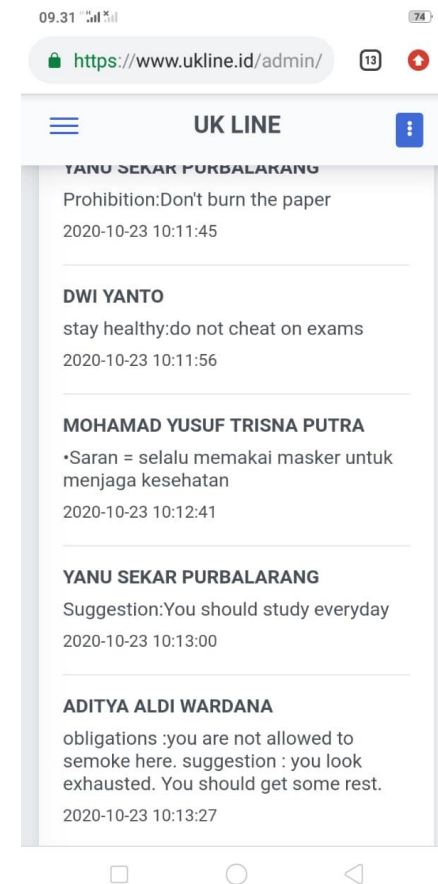 09.31
74
https://www.ukline.id/admin/
13
UK LINE
YANU SEKAR PURBALARANG
Prohibition:Don't burn the paper
2020-10-23 10:11:45
DWI YANTO
stay healthy:do not cheat on exams
2020-10-23 10:11:56
MOHAMAD YUSUF TRISNA PUTRA
•Saran = selalu memakai masker untuk
menjaga kesehatan
2020-10-23 10:12:41
YANU SEKAR PURBALARANG
Suggestion:You should study everyday
2020-10-23 10:13:00
ADITYA ALDI WARDANA
obligations :you are not allowed to
semoke here. suggestion : you look
exhausted. You should get some rest.
2020-10-23 10:13:27